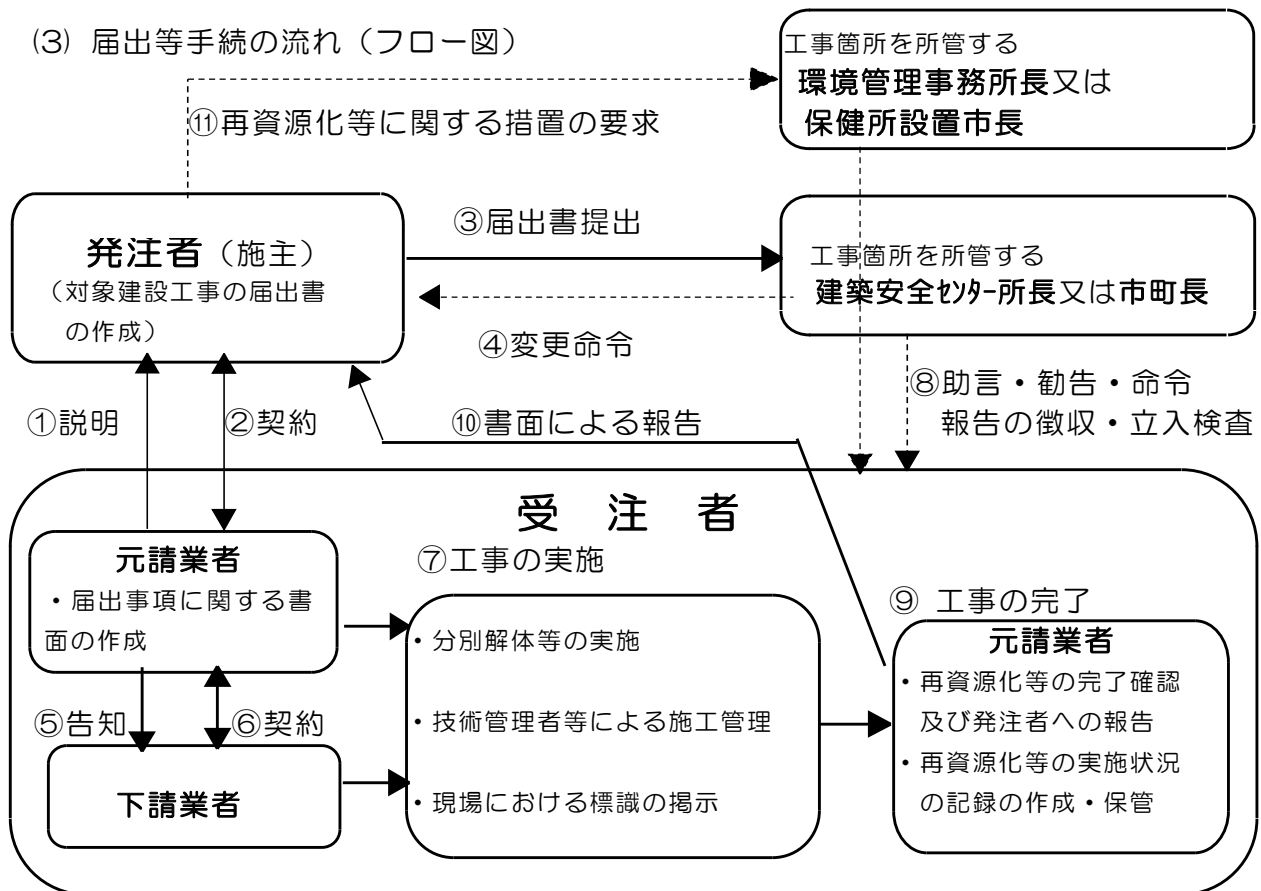 ⑶ 届出等手続の流れ（フロー図）
工事箇所を所管する
環境管理事務所長又は
保健所設置市長
⑪再資源化等に関する措置の要求
発注者（施主）
（対象建設工事の届出書
の作成）
③届出書提出
工事箇所を所管する
建築安全ｾﾝﾀｰ所長又は市町長
④変更命令
⑧助言・勧告・命令
報告の徴収・立入検査
①説明
②契約
⑩書面による報告
受 注 者
元請業者
・届出事項に関する書
面の作成
⑦工事の実施
・分別解体等の実施
・技術管理者等による施工管理
・現場における標識の掲示
⑤告知
⑥契約
下請業者
⑨ 工事の完了
元請業者
・再資源化等の完了確認
及び発注者への報告
・再資源化等の実施状況
の記録の作成・保管